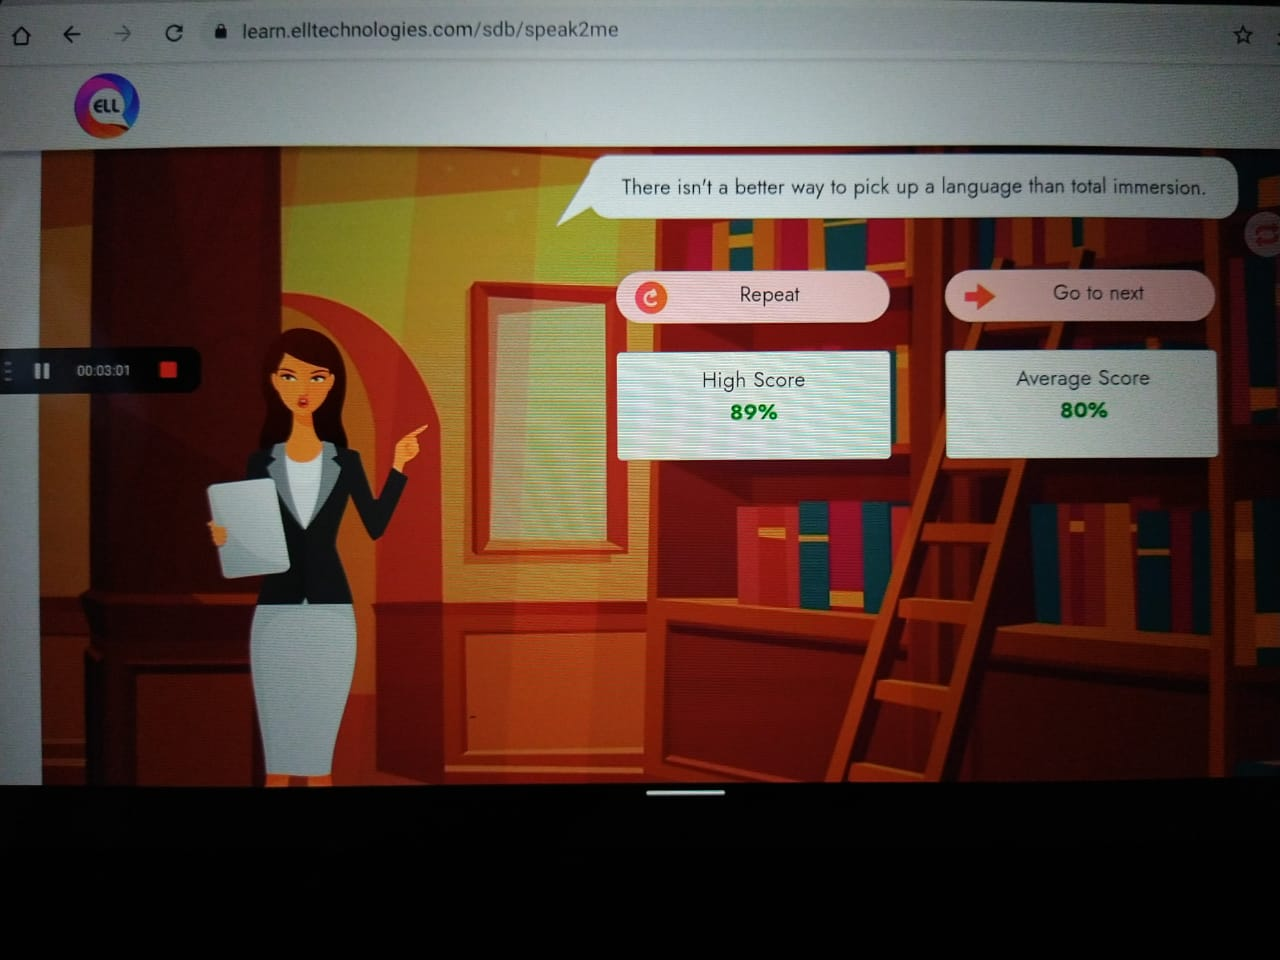 learn.elltechnologies.com/sdb/speak2me
ELL
There isn't a better way to pick up a language than total immersion.
Repeat
Go to next
00:03:01
High Score
89%
Average Score
80%